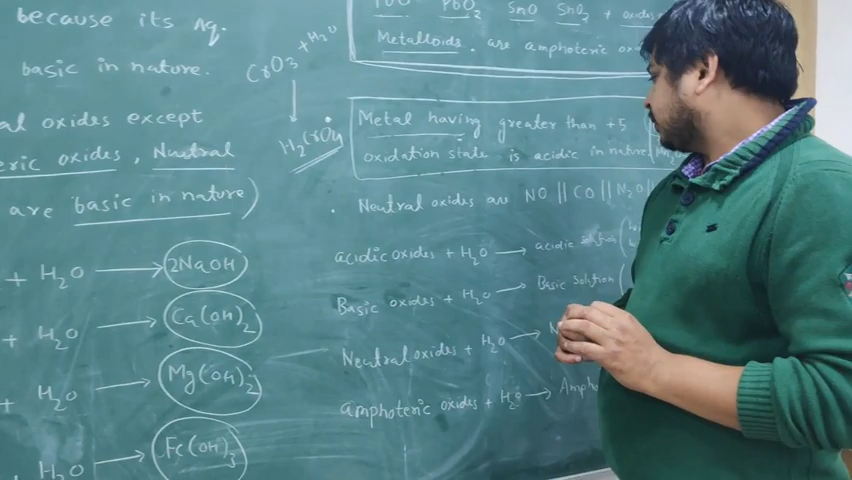 because its aq.
basic in nature.
al oxides except
eric oxides, Neutral
are basic in nature)
+ H2O → 2NaOH
+ H2O → Ca(OH)2
+ H2O → Mg(OH)2
H2O → Fe(OH)3
CrO3 + H2O
↓
H2CrO4
PbO2 SnO SnO2 + oxides
Metalloids. are amphoteric
Metal having greater than +5
oxidation state is acidic in nature
. Neutral oxides are NO || CO || N2O ||
acidic oxides + H2O → acidic solution
Basic oxides + H2O → Basic solution
Neutral oxides + H2O → N
amphoteric oxides + H2O → Ampho